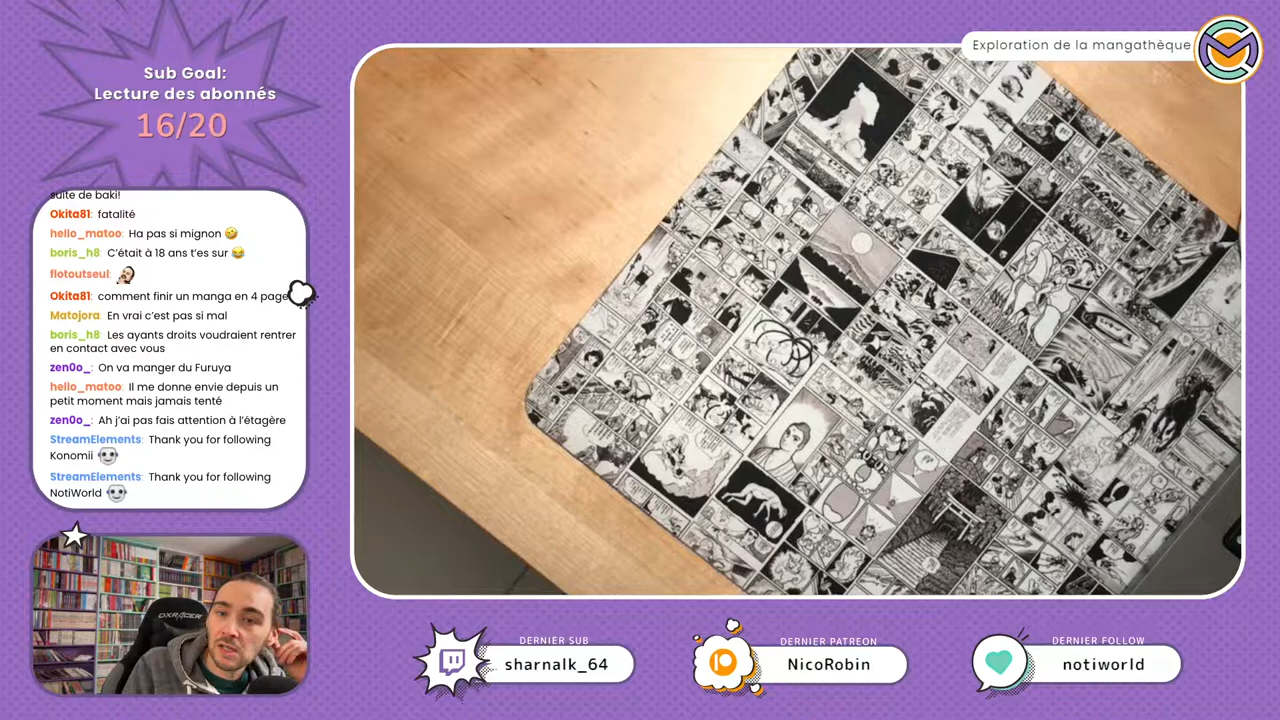 Sub Goal:
Lecture des abonnés
16/20
Exploration de la mangathèque
suite de baki!
Okita81: fatalité
hello_matoo: Ha pas si mignon 🤣
boris_h8: C’était à 18 ans t’es sur 😂
flotoutseul:
Okita81: comment finir un manga en 4 page
Matojora: En vrai c’est pas si mal
boris_h8: Les ayants droits voudraient rentrer
en contact avec vous
zen0o_: On va manger du Furuya
hello_matoo: Il me donne envie depuis un
petit moment mais jamais tenté
zen0o_: Ah j’ai pas fais attention à l’étagère
StreamElements: Thank you for following
Konomii
StreamElements: Thank you for following
NotiWorld
DXRACER
DERNIER SUB
sharnalk_64
DERNIER PATREON
NicoRobin
DERNIER FOLLOW
notiworld